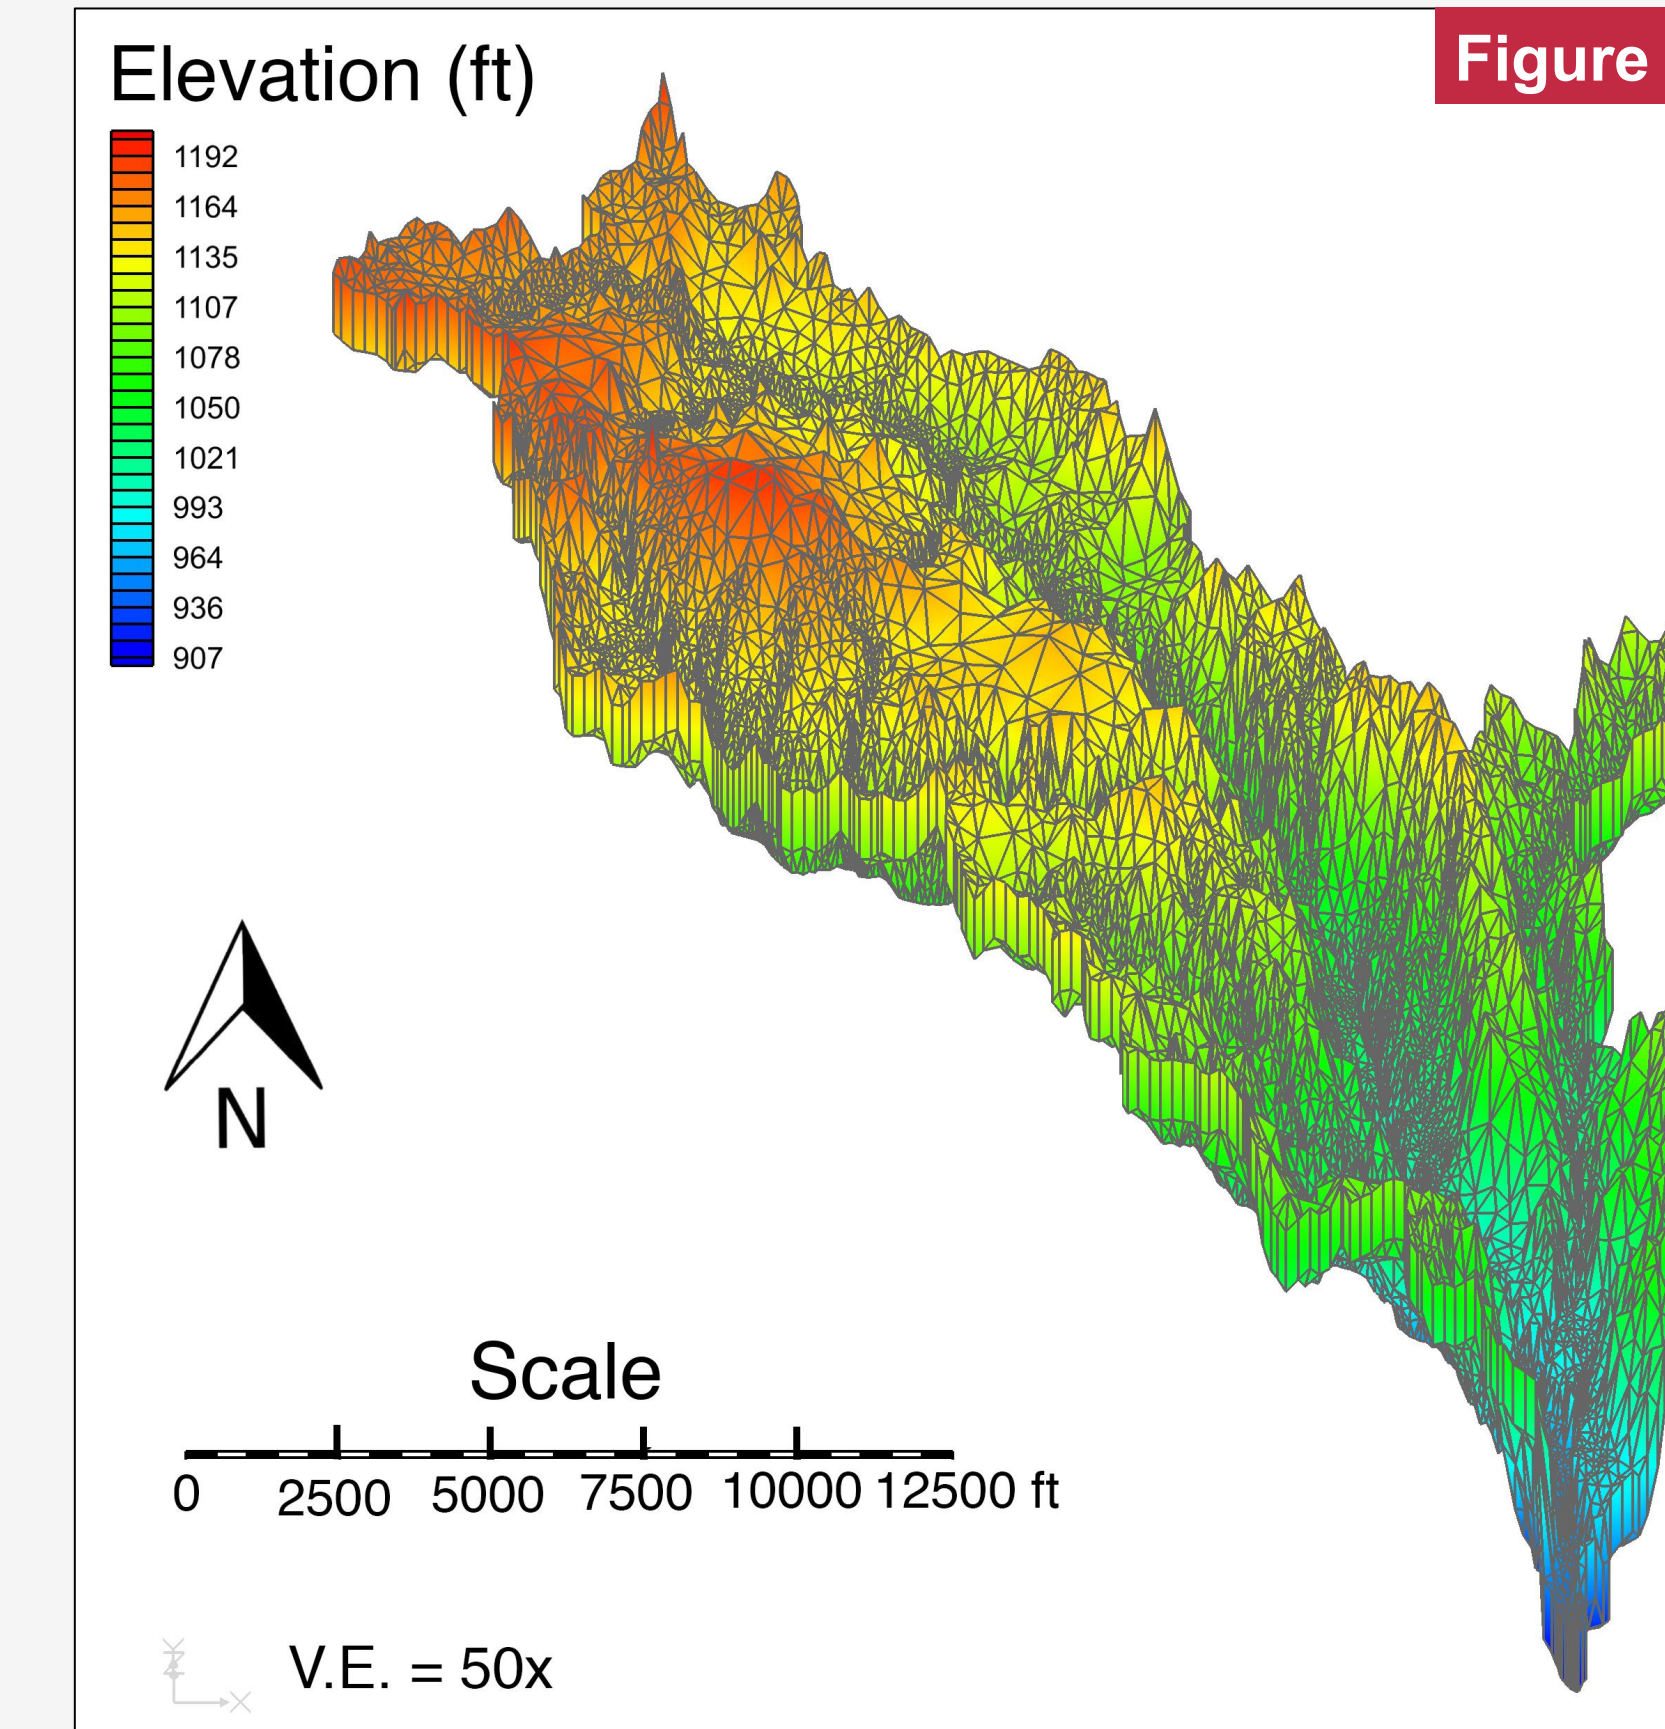 Figure
Elevation (ft)
1192
1164
1135
1107
1078
1050
1021
993
964
936
907
N
Scale
0 2500 5000 7500 10000 12500 ft
V.E. = 50x
Y
Z
X